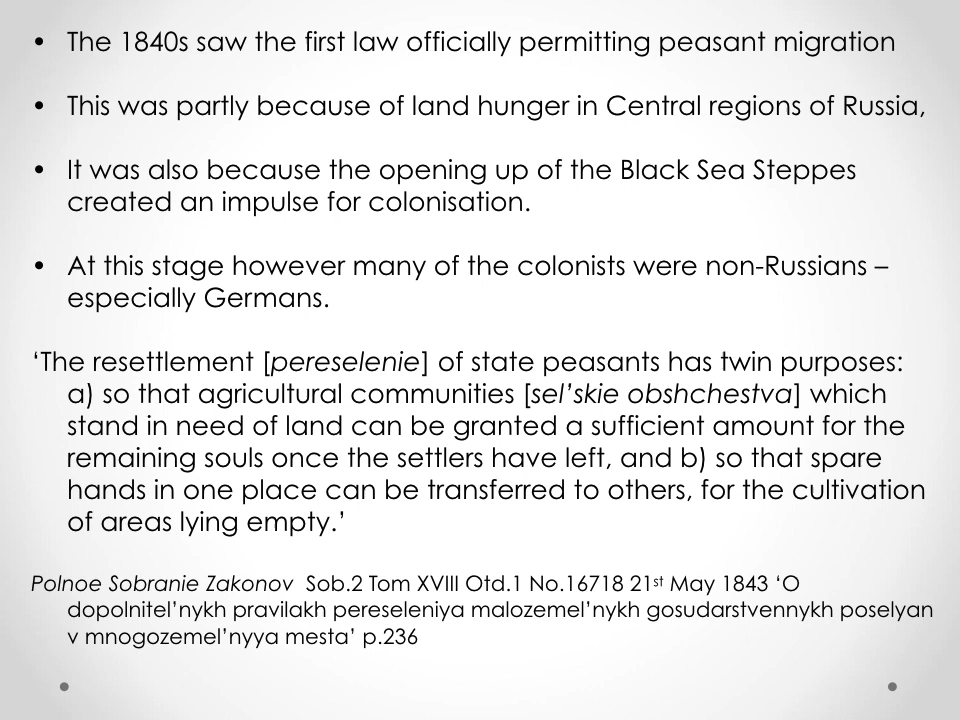 • The 1840s saw the first law officially permitting peasant migration
• This was partly because of land hunger in Central regions of Russia,
• It was also because the opening up of the Black Sea Steppes
created an impulse for colonisation.
• At this stage however many of the colonists were non-Russians –
especially Germans.
‘The resettlement [pereselenie] of state peasants has twin purposes:
a) so that agricultural communities [sel’skie obshchestva] which
stand in need of land can be granted a sufficient amount for the
remaining souls once the settlers have left, and b) so that spare
hands in one place can be transferred to others, for the cultivation
of areas lying empty.’
Polnoe Sobranie Zakonov Sob.2 Tom XVIII Otd.1 No.16718 21st May 1843 ‘O
dopolnitel’nykh pravilakh pereseleniya malozemel’nykh gosudarstvennykh poselyan
v mnogozemel’nyya mesta’ p.236